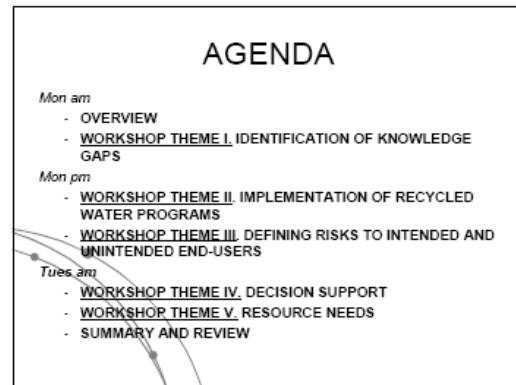 AGENDA
Mon am
- OVERVIEW
- WORKSHOP THEME I. IDENTIFICATION OF KNOWLEDGE
GAPS
Mon pm
- WORKSHOP THEME II. IMPLEMENTATION OF RECYCLED
WATER PROGRAMS
- WORKSHOP THEME III. DEFINING RISKS TO INTENDED AND
UNINTENDED END-USERS
Tues am
- WORKSHOP THEME IV. DECISION SUPPORT
- WORKSHOP THEME V. RESOURCE NEEDS
- SUMMARY AND REVIEW